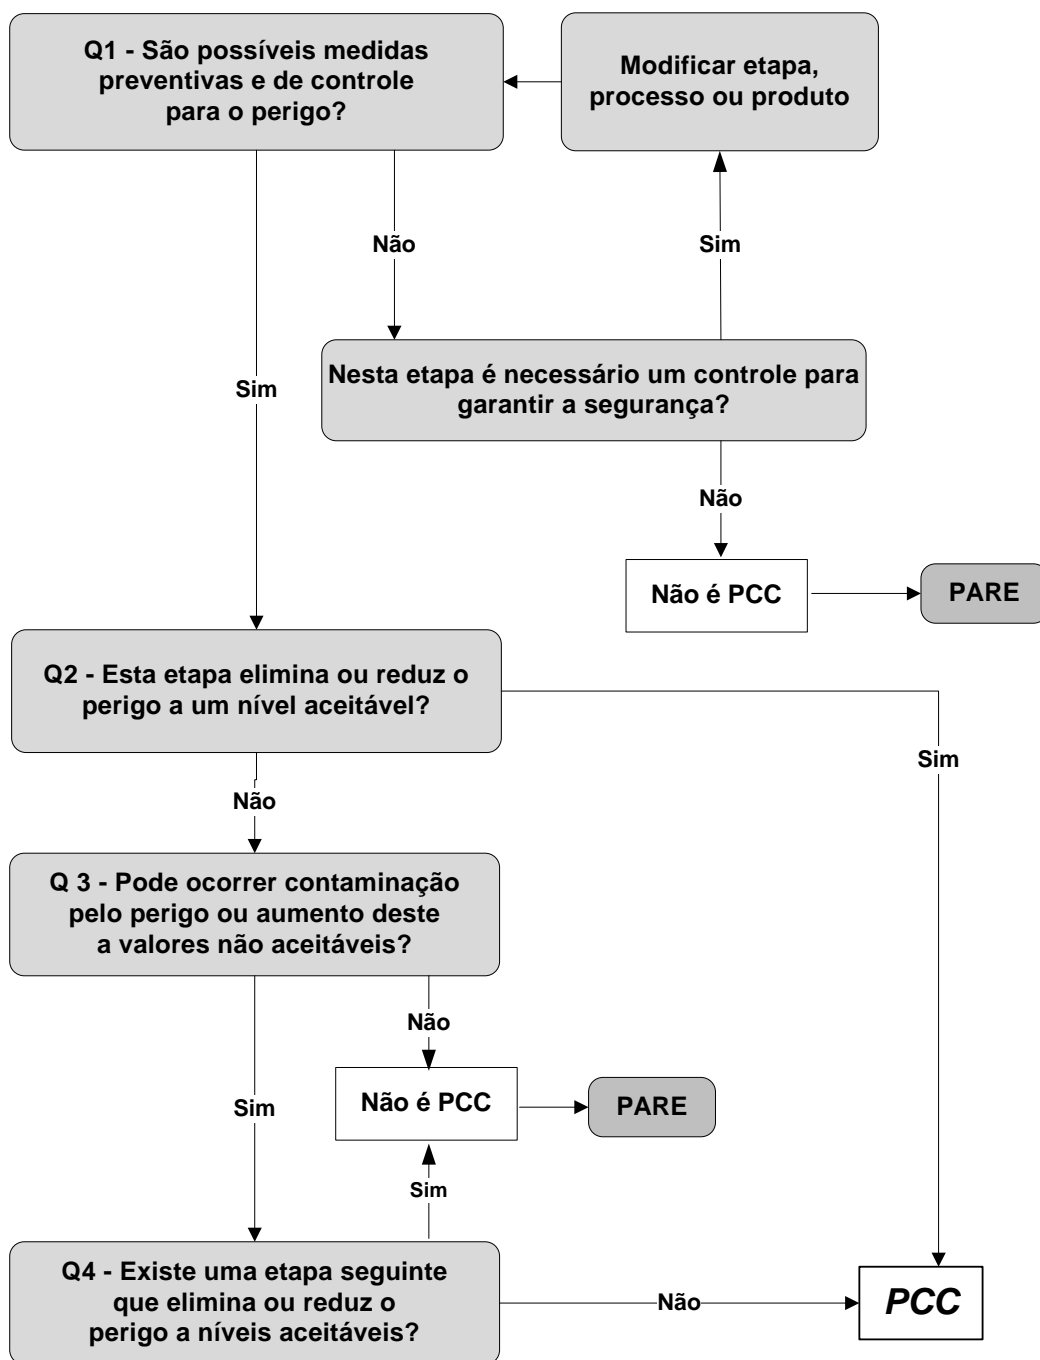 Q1 - São possíveis medidas
preventivas e de controle
para o perigo?
Modificar etapa,
processo ou produto
Não
Sim
Nesta etapa é necessário um controle para
garantir a segurança?
Sim
Não
Não é PCC
PARE
Q2 - Esta etapa elimina ou reduz o
perigo a um nível aceitável?
Sim
Não
Q 3 - Pode ocorrer contaminação
pelo perigo ou aumento deste
a valores não aceitáveis?
Não
Não é PCC
PARE
Sim
Sim
Q4 - Existe uma etapa seguinte
que elimina ou reduz o
perigo a níveis aceitáveis?
Não
PCC